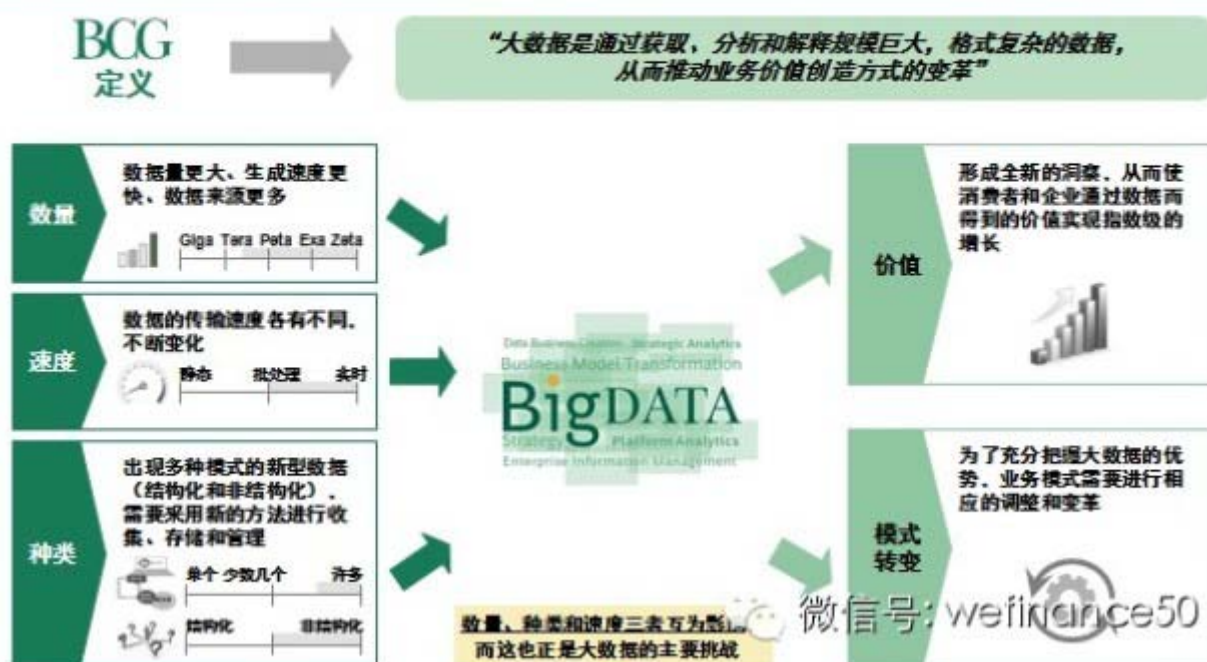 BCG
定义
“大数据是通过获取、分析和解释规模巨大，格式复杂的数据，
从而推动业务价值创造方式的变革”
数量
数据量更大、生成速度更
快、数据来源更多
Giga Tera Peta Exa Zeta
速度
数据的传输速度各有不同，
不断变化
静态 批处理 实时
种类
出现多种模式的新型数据
（结构化和非结构化），
需要采用新的方法进行收
集、存储和管理
单个 少数几个 许多
结构化 非结构化
Strategic Analytics
Business Model Transformation
BigDATA
Strategy Platform Analytics
Enterprise Information Management
数量、种类和速度三者互为影
而这也正是大数据的主要挑战
价值
形成全新的洞察，从而使
消费者和企业通过数据而
得到的价值实现指数级的
增长
模式
转变
为了充分把握大数据的优
势，业务模式需要进行相
应的调整和变革
微信号: wefinance50